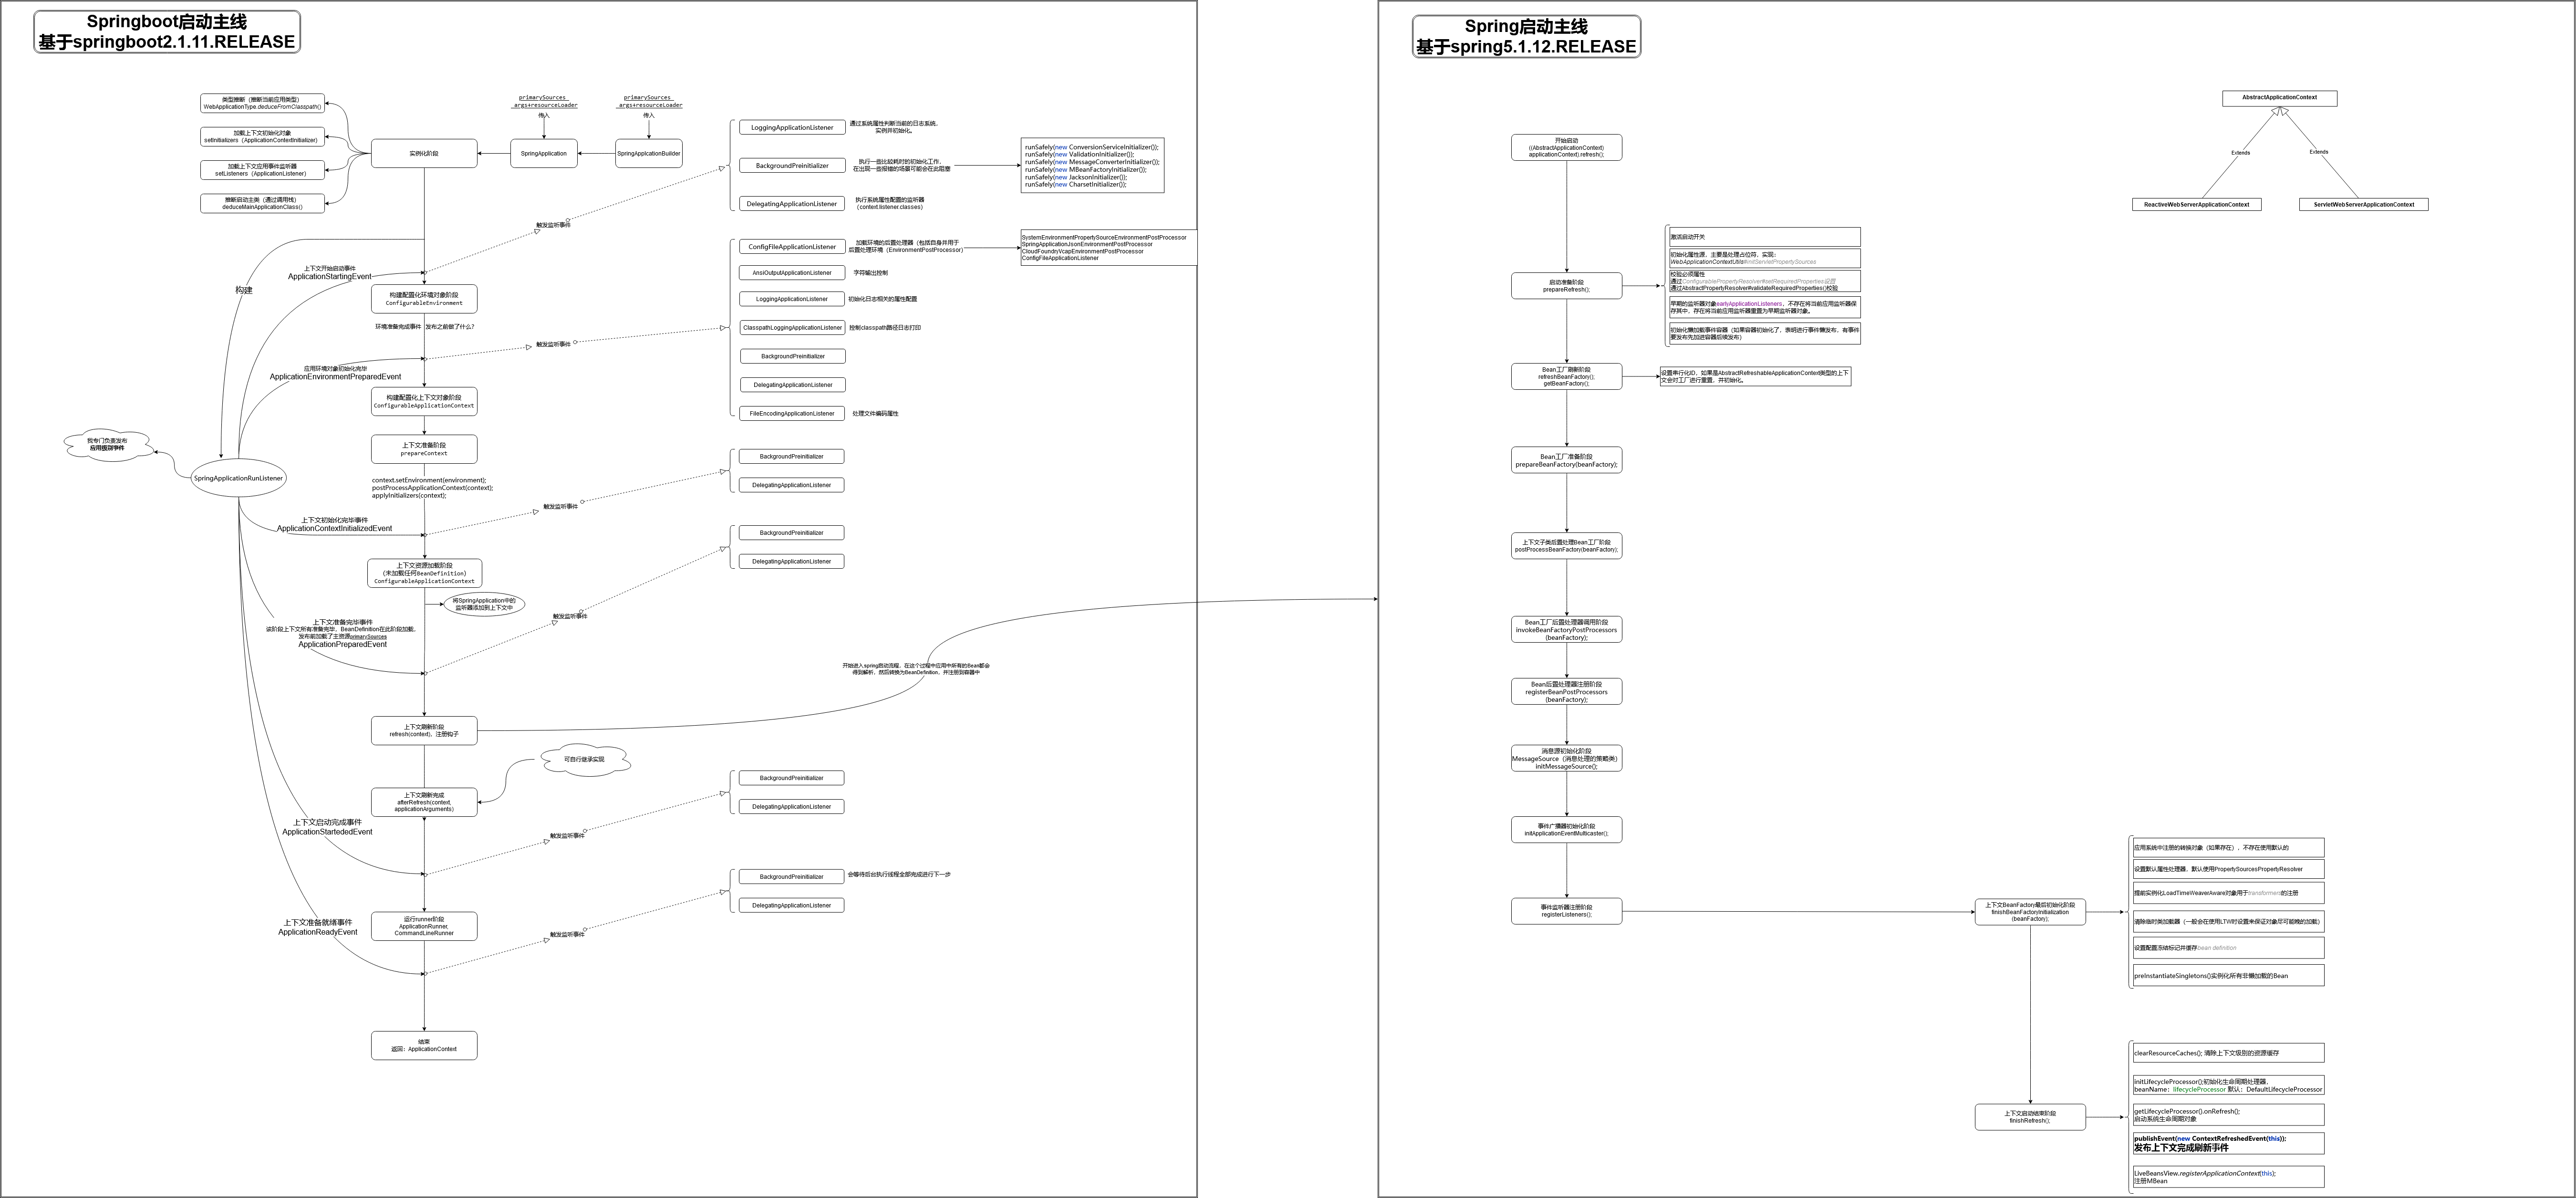 Springboot启动主线
基于springboot2.1.11.RELEASE
类型推断（推断当前应用类型）
WebApplicationType.deduceFromClasspath()
加载上下文初始化对象
setInitializers（ApplicationContextInitializer）
加载上下文应用事件监听器
setListeners（ApplicationListener）
推断启动主类（通过调用栈）
deduceMainApplicationClass()
实例化阶段
primarySources
args+resourceLoader
传入
SpringApplication
primarySources
args+resourceLoader
传入
SpringApplicationBuilder
LoggingApplicationListener
通过系统属性判断当前的日志系统，
实例并初始化。
BackgroundPreinitializer
执行一些比较耗时的初始化工作，
在出现一些报错的场景可能会在此阻塞
runSafely(new ConversionServiceInitializer());
runSafely(new ValidationInitializer());
runSafely(new MessageConverterInitializer());
runSafely(new MBeanFactoryInitializer());
runSafely(new JacksonInitializer());
runSafely(new CharsetInitializer());
DelegatingApplicationListener
执行系统属性配置的监听器
（context.listener.classes）
触发监听事件
上下文开始启动事件
ApplicationStartingEvent
构建
构建配置化环境对象阶段
ConfigurableEnvironment
环境准备完成事件 发布之前做了什么？
ConfigFileApplicationListener
加载环境的后置处理器（包括自身并用于
后置处理环境（EnvironmentPostProcessor）
SystemEnvironmentPropertySourceEnvironmentPostProcessor
SpringApplicationJsonEnvironmentPostProcessor
CloudFoundryVcapEnvironmentPostProcessor
ConfigFileApplicationListener
AnsiOutputApplicationListener
字符输出控制
LoggingApplicationListener
初始化日志相关的属性配置
ClasspathLoggingApplicationListener
控制classpath路径日志打印
BackgroundPreinitializer
DelegatingApplicationListener
FileEncodingApplicationListener
处理文件编码属性
触发监听事件
应用环境对象初始化完毕
ApplicationEnvironmentPreparedEvent
构建配置化上下文对象阶段
ConfigurableApplicationContext
我专门负责发布
应用级别事件
SpringApplicationRunListener
上下文准备阶段
prepareContext
context.setEnvironment(environment);
postProcessApplicationContext(context);
applyInitializers(context);
BackgroundPreinitializer
DelegatingApplicationListener
触发监听事件
上下文初始化完毕事件
ApplicationContextInitializedEvent
BackgroundPreinitializer
DelegatingApplicationListener
上下文资源加载阶段
(未加载任何BeanDefinition)
ConfigurableApplicationContext
将SpringApplication中的
监听器添加到上下文中
触发监听事件
上下文准备完毕事件
该阶段上下文所有准备完毕，BeanDefinition在此阶段加载，
发布前加载了主资源primarySources
ApplicationPreparedEvent
开始进入spring启动流程，在这个过程中应用中所有的Bean都会
得到解析，然后转换为BeanDefinition，并注册到容器中
上下文刷新阶段
refresh(context)，注册钩子
可自行继承实现
上下文刷新完成
afterRefresh(context,
applicationArguments)
BackgroundPreinitializer
DelegatingApplicationListener
触发监听事件
上下文启动完成事件
ApplicationStartededEvent
BackgroundPreinitializer
会等待后台执行线程全部完成进行下一步
DelegatingApplicationListener
运行runner阶段
ApplicationRunner,
CommandLineRunner
触发监听事件
上下文准备就绪事件
ApplicationReadyEvent
结束
返回：ApplicationContext
Spring启动主线
基于spring5.1.12.RELEASE
AbstractApplicationContext
Extends
Extends
ReactiveWebServerApplicationContext
ServletWebServerApplicationContext
开始启动
((AbstractApplicationContext)
applicationContext).refresh();
启动准备阶段
prepareRefresh();
激活启动开关
初始化属性源，主要是处理占位符，实现：
WebApplicationContextUtils#initServletPropertySources
校验必须属性
通过ConfigurablePropertyResolver#setRequiredProperties设置
通过AbstractPropertyResolver#validateRequiredProperties()校验
早期的监听器对象earlyApplicationListeners，不存在将当前应用监听器保
存其中，存在将当前应用监听器重置为早期监听器对象。
初始化懒加载事件容器（如果容器初始化了，表明进行事件懒发布，有事件
要发布先加进容器后续发布）
Bean工厂刷新阶段
refreshBeanFactory();
getBeanFactory();
设置串行化ID，如果是AbstractRefreshableApplicationContext类型的上下
文会对工厂进行重置，并初始化。
Bean工厂准备阶段
prepareBeanFactory(beanFactory);
上下文子类后置处理Bean工厂阶段
postProcessBeanFactory(beanFactory);
Bean工厂后置处理器调用阶段
invokeBeanFactoryPostProcessors
(beanFactory);
Bean后置处理器注册阶段
registerBeanPostProcessors
(beanFactory);
消息源初始化阶段
MessageSource（消息处理的策略类）
initMessageSource();
事件广播器初始化阶段
initApplicationEventMulticaster();
事件监听器注册阶段
registerListeners();
上下文BeanFactory最后初始化阶段
finishBeanFactoryInitialization
(beanFactory);
应用系统中注册的转换对象（如果存在），不存在使用默认的
设置默认属性处理器，默认使用PropertySourcesPropertyResolver
提前实例化LoadTimeWeaverAware对象用于transformers的注册
清除临时类加载器（一般会在使用LTW时设置来保证对象尽可能晚的加载）
设置配置冻结标记并缓存bean definition
preInstantiateSingletons()实例化所有非懒加载的Bean
上下文启动结束阶段
finishRefresh();
clearResourceCaches(); 清除上下文级别的资源缓存
initLifecycleProcessor();初始化生命周期处理器，
beanName：lifecycleProcessor 默认：DefaultLifecycleProcessor
getLifecycleProcessor().onRefresh();
启动系统生命周期对象
publishEvent(new ContextRefreshedEvent(this));
发布上下文完成刷新事件
LiveBeansView.registerApplicationContext(this);
注册MBean